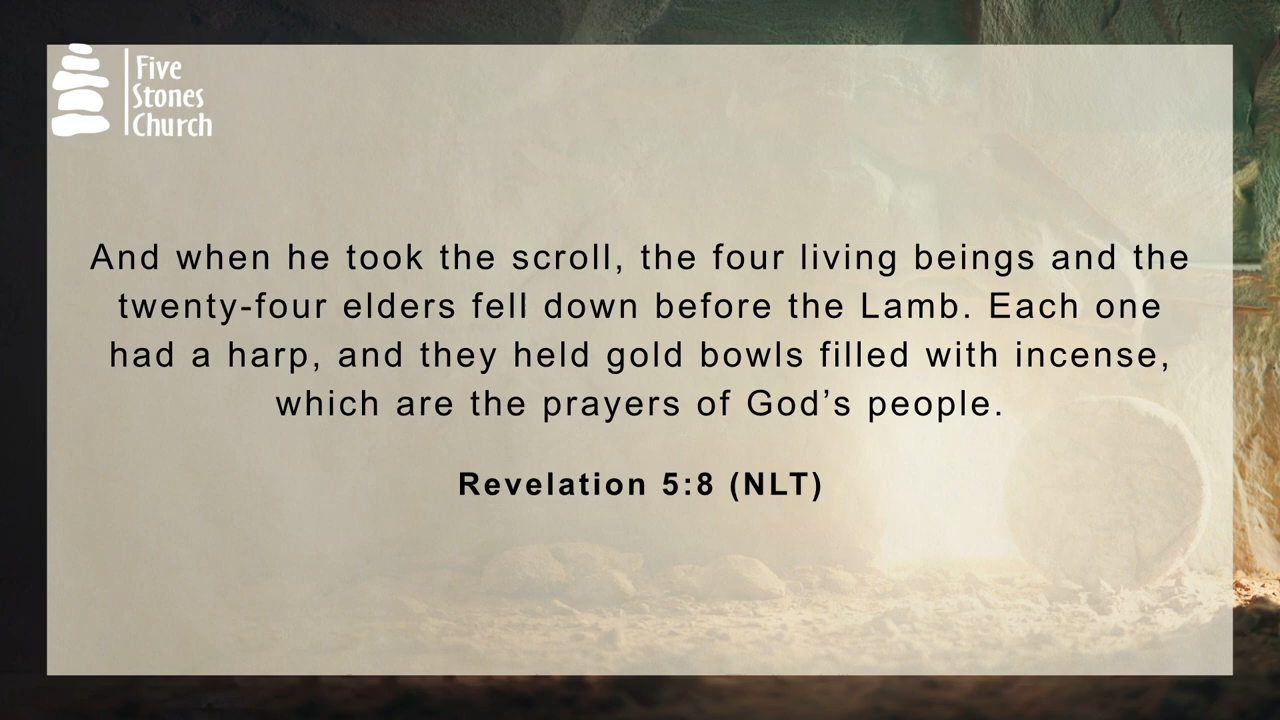 Five
Stones
Church
And when he took the scroll, the four living beings and the
twenty-four elders fell down before the Lamb. Each one
had a harp, and they held gold bowls filled with incense,
which are the prayers of God’s people.
Revelation 5:8 (NLT)